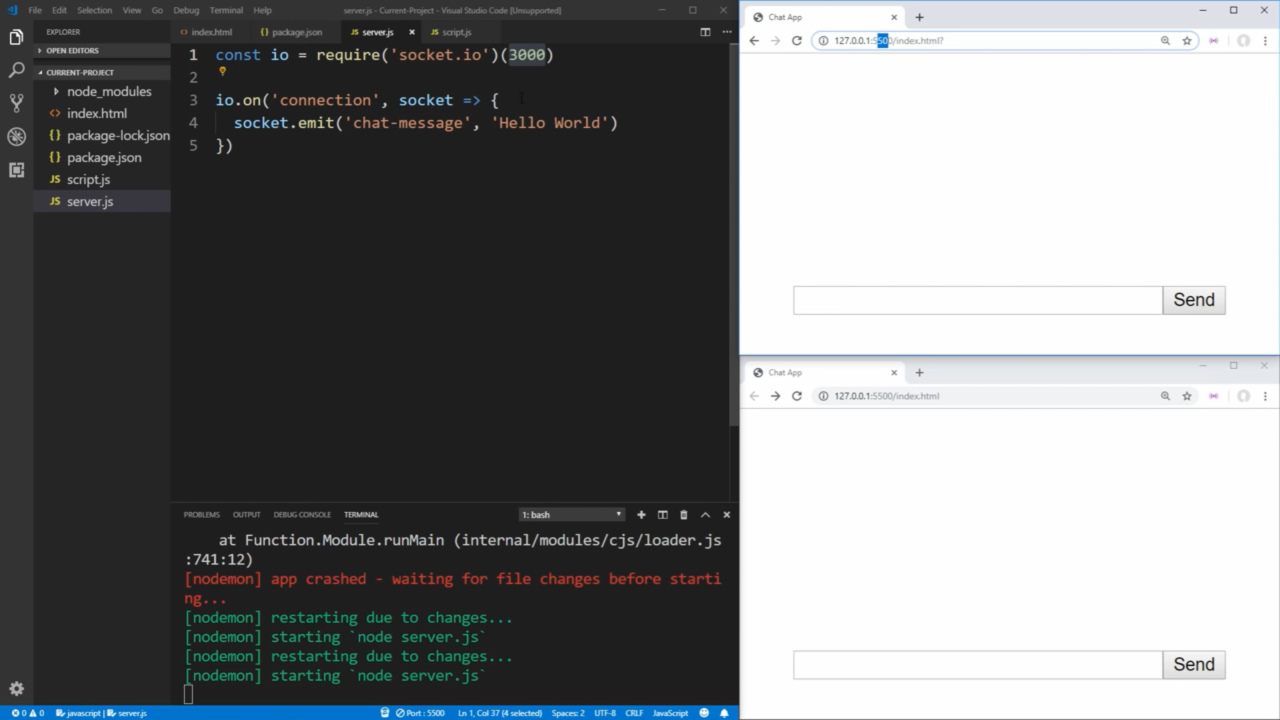 File Edit Selection View Go Debug Terminal Help
server.js - Current-Project - Visual Studio Code [Unsupported]
EXPLORER
OPEN EDITORS
CURRENT-PROJECT
node_modules
index.html
package-lock.json
package.json
script.js
server.js
index.html package.json server.js script.js
1 const io = require('socket.io')(3000)
2
3 io.on('connection', socket => {
4 socket.emit('chat-message', 'Hello World')
5 })
PROBLEMS OUTPUT DEBUG CONSOLE TERMINAL 1: bash
at Function.Module.runMain (internal/modules/cjs/loader.js
:741:12)
[nodemon] app crashed - waiting for file changes before starti
ng...
[nodemon] restarting due to changes...
[nodemon] starting `node server.js`
[nodemon] restarting due to changes...
[nodemon] starting `node server.js`
0 0 javascript | server.js Port : 5500 Ln 1, Col 37 (4 selected) Spaces: 2 UTF-8 CRLF JavaScript
Chat App
127.0.0.1:5500/index.html?
Send
Chat App
127.0.0.1:5500/index.html
Send